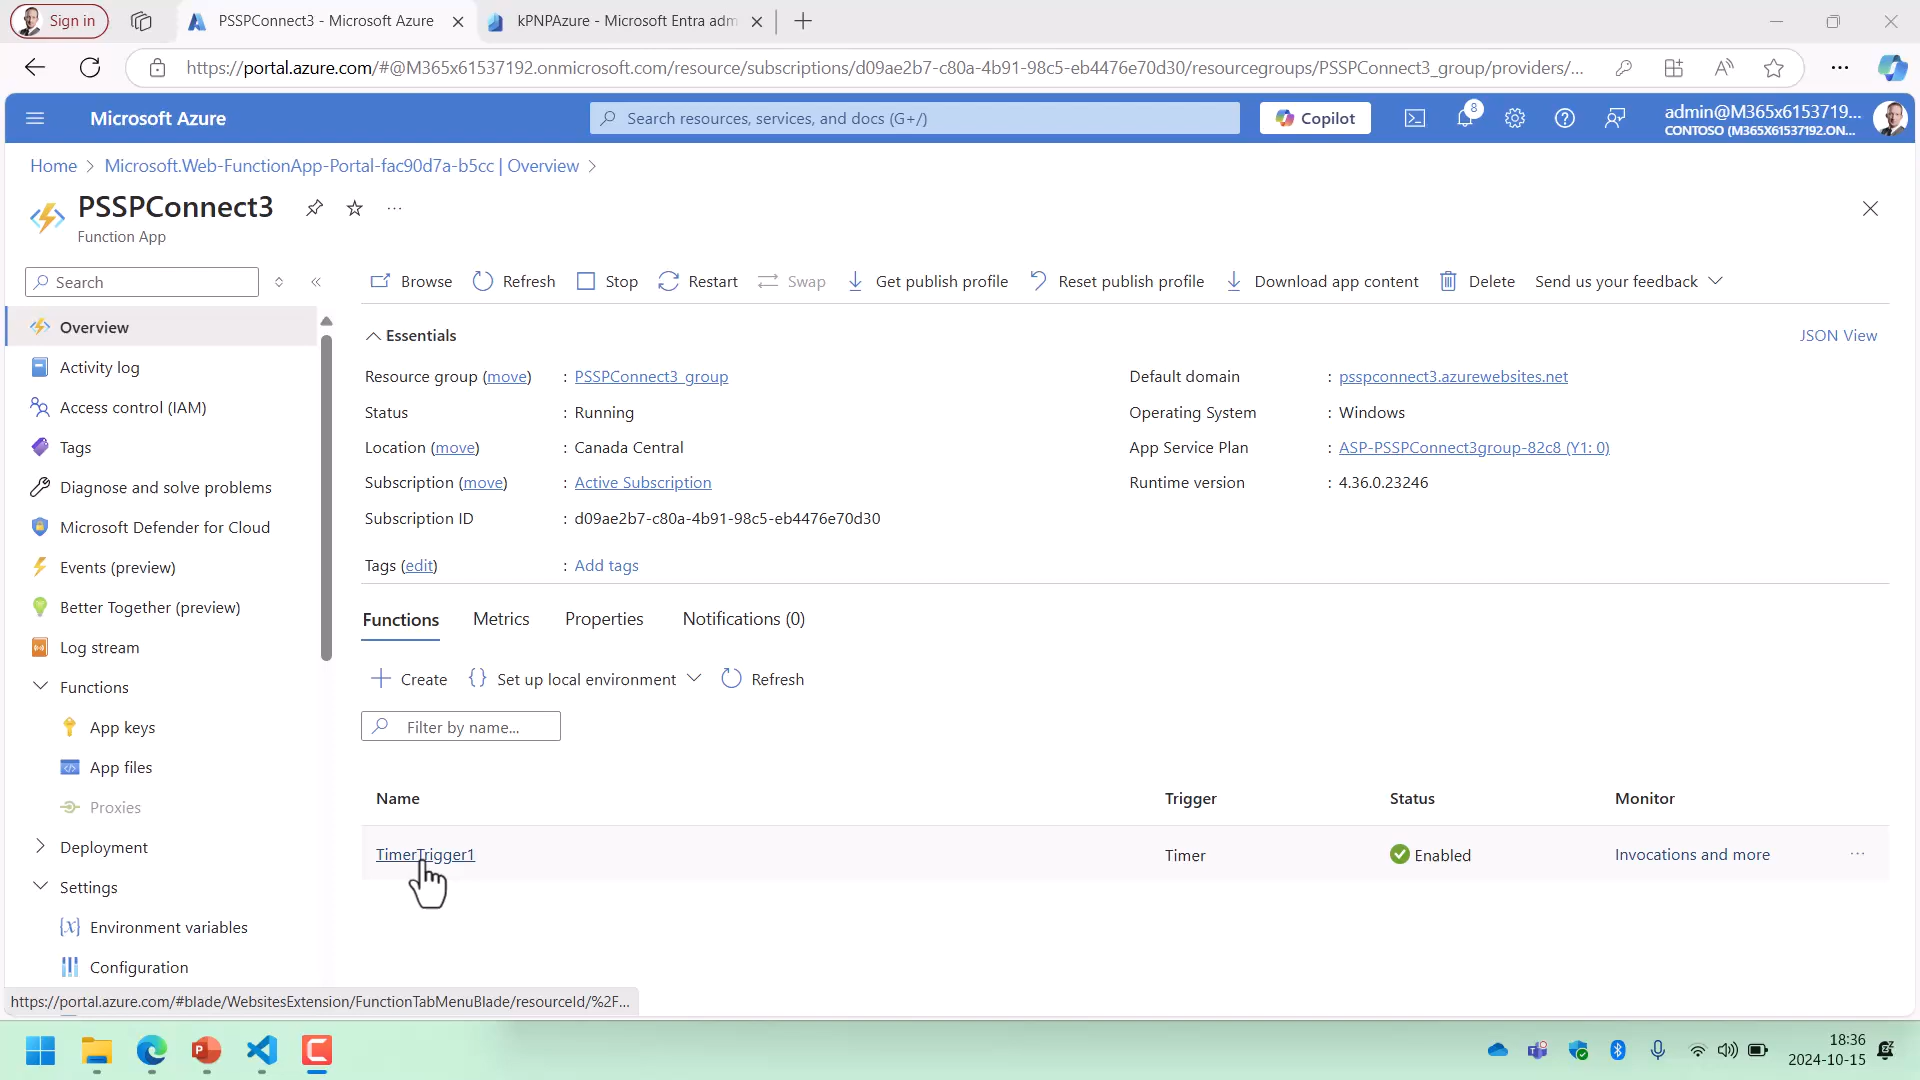 Sign in
PSSPConnect3 - Microsoft Azure
kPNPAzure - Microsoft Entra adm
https://portal.azure.com/#@M365x61537192.onmicrosoft.com/resource/subscriptions/d09ae2b7-c80a-4b91-98c5-eb4476e70d30/resourcegroups/PSSPConnect3_group/providers/...
Microsoft Azure
Search resources, services, and docs (G+/)
Copilot
8
admin@M365x6153719...
CONTOSO (M365X61537192.ON...
Home > Microsoft.Web-FunctionApp-Portal-fac90d7a-b5cc | Overview >
PSSPConnect3
Function App
Search
Browse Refresh Stop Restart Swap Get publish profile Reset publish profile Download app content Delete Send us your feedback
Overview
Activity log
Access control (IAM)
Tags
Diagnose and solve problems
Microsoft Defender for Cloud
Events (preview)
Better Together (preview)
Log stream
Functions
App keys
App files
Proxies
Deployment
Settings
Environment variables
Configuration
Essentials
JSON View
Resource group (move) : PSSPConnect3_group
Status : Running
Location (move) : Canada Central
Subscription (move) : Active Subscription
Subscription ID : d09ae2b7-c80a-4b91-98c5-eb4476e70d30
Tags (edit) : Add tags
Default domain : psspconnect3.azurewebsites.net
Operating System : Windows
App Service Plan : ASP-PSSPConnect3group-82c8 (Y1: 0)
Runtime version : 4.36.0.23246
Functions Metrics Properties Notifications (0)
Create {} Set up local environment Refresh
Filter by name...
Name Trigger Status Monitor
TimerTrigger1 Timer Enabled Invocations and more
https://portal.azure.com/#blade/WebsitesExtension/FunctionTabMenuBlade/resourceId/%2F...
18:36
2024-10-15